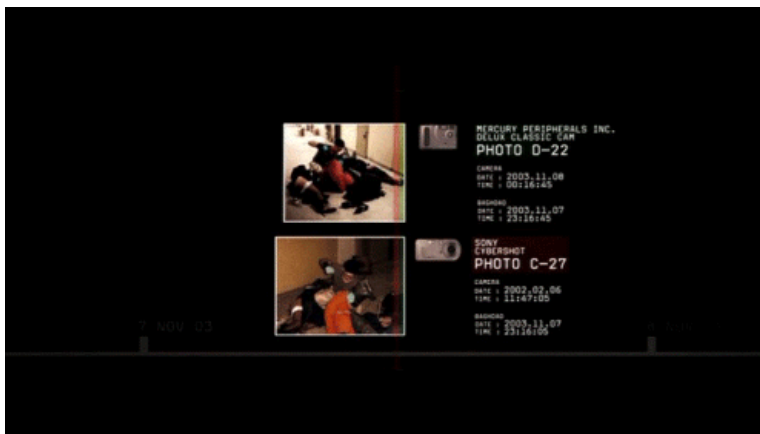 MERCURY PERIPHERALS INC.
DELUX CLASSIC CAM
PHOTO D-22
CAMERA
DATE : 2003.11.08
TIME : 00:16:45
BAGHDAD
DATE : 2003.11.07
TIME : 23:16:45
SONY
CYBERSHOT
PHOTO C-27
CAMERA
DATE : 2002.02.06
TIME : 11:47:05
BAGHDAD
DATE : 2003.11.07
TIME : 23:16:05
7 NOV 03